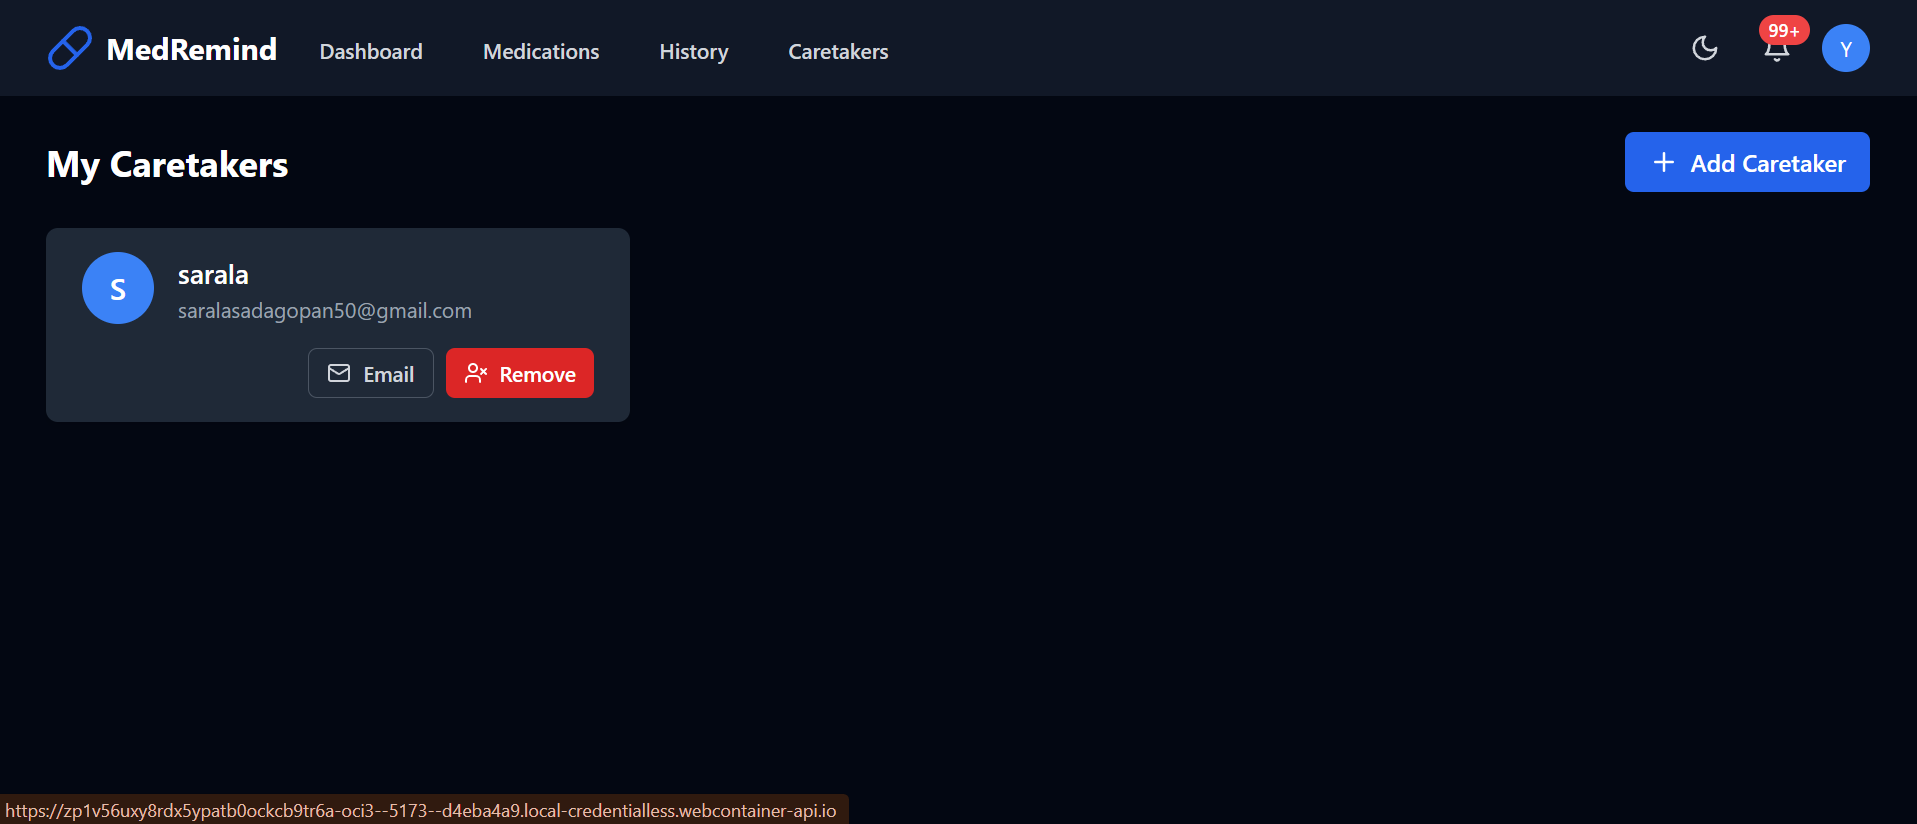 MedRemind Dashboard Medications History Caretakers 99+ Y
My Caretakers + Add Caretaker
S sarala
saralasadagopan50@gmail.com
Email Remove
https://zp1v56uxy8rdx5ypatb0ockcb9tr6a-oci3--5173--d4eba4a9.local-credentialless.webcontainer-api.io